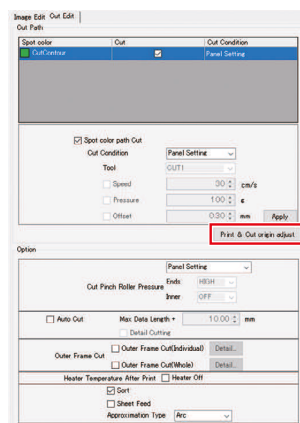 Image Edit Cut Edit
Cut Path
Spot color Cut Cut Condition
CutContour Panel Setting
Spot color path Cut
Cut Condition Panel Setting
Tool CUT1
Speed 30 cm/s
Pressure 100 g
Offset 0.30 mm Apply
Print & Cut origin adjust
Option
Panel Setting
Cut Pinch Roller Pressure Ends HIGH
Inner OFF
Auto Cut Max. Data Length + 10.00 mm
Detail Cutting
Outer Frame Cut Outer Frame Cut(Individual) Detail...
Outer Frame Cut(Whole) Detail...
Heater Temperature After Print Heater Off
Sort
Sheet Feed
Approximation Type Arc